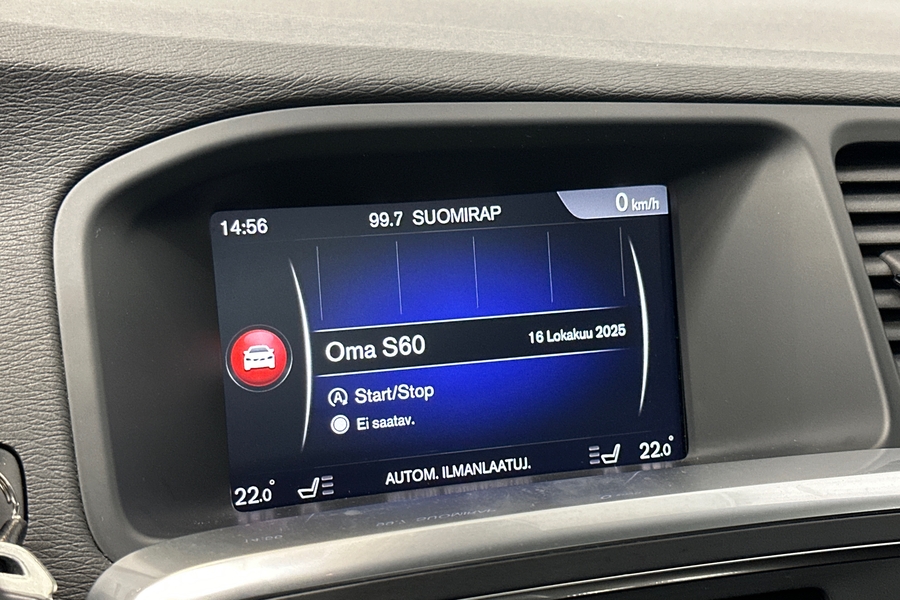 14:56 99.7 SUOMIRAP 0 km/h
Oma S60 16 Lokakuu 2025
Start/Stop
Ei saatav.
22.0° AUTOM. ILMANLAATUJ. 22.0°